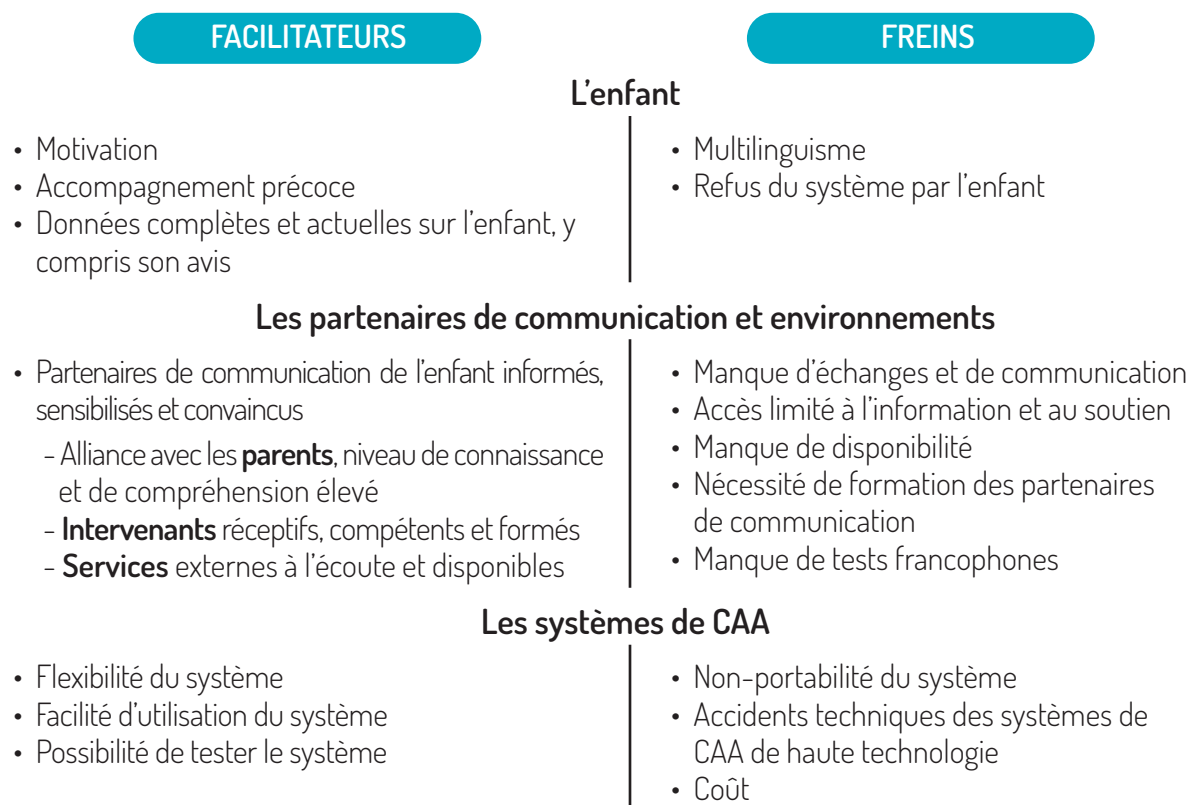 FACILITATEURS
FREINS
L'enfant
• Motivation
• Accompagnement précoce
• Données complètes et actuelles sur l'enfant, y
compris son avis
• Multilinguisme
• Refus du système par l'enfant
Les partenaires de communication et environnements
• Partenaires de communication de l'enfant informés,
sensibilisés et convaincus
- Alliance avec les parents, niveau de connaissance
et de compréhension élevé
- Intervenants réceptifs, compétents et formés
- Services externes à l'écoute et disponibles
• Manque d'échanges et de communication
• Accès limité à l'information et au soutien
• Manque de disponibilité
• Nécessité de formation des partenaires
de communication
• Manque de tests francophones
Les systèmes de CAA
• Flexibilité du système
• Facilité d'utilisation du système
• Possibilité de tester le système
• Non-portabilité du système
• Accidents techniques des systèmes de
CAA de haute technologie
• Coût